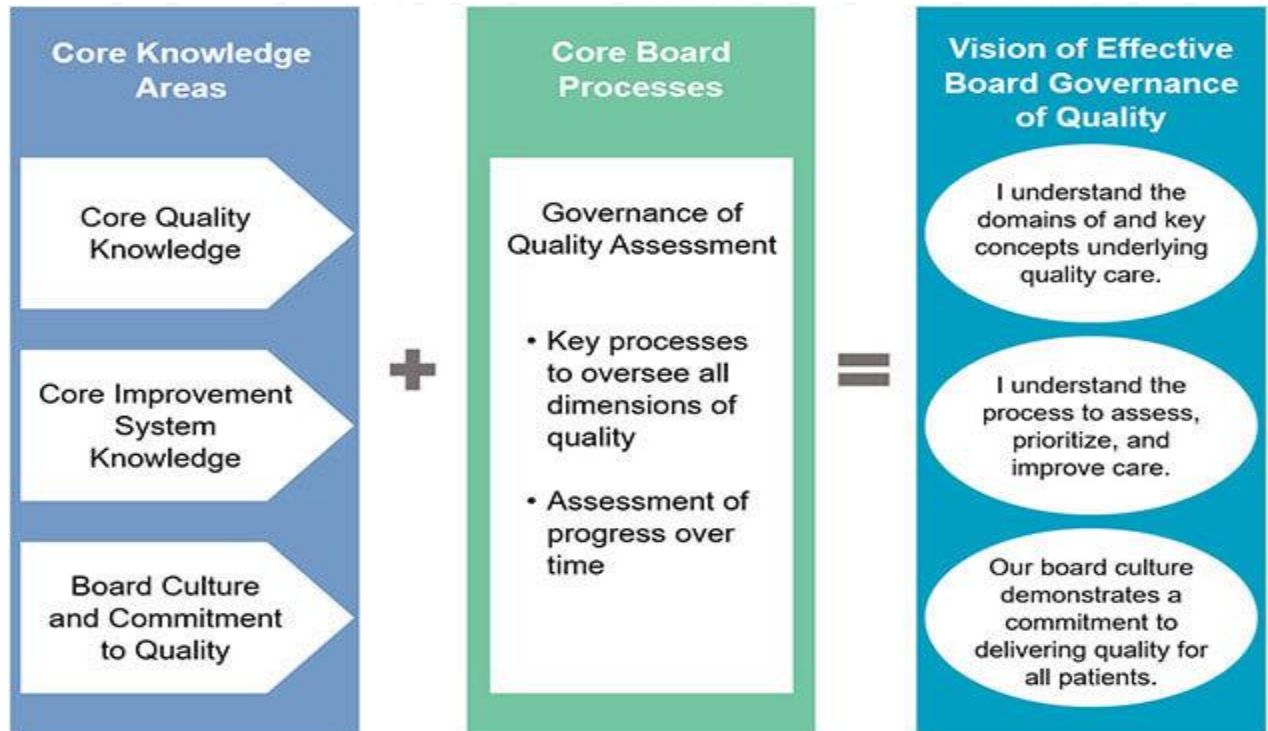 Core Knowledge
Areas
Core Quality
Knowledge
Core Improvement
System
Knowledge
Board Culture
and Commitment
to Quality
+
Core Board
Processes
Governance of
Quality Assessment
• Key processes
to oversee all
dimensions of
quality
• Assessment of
progress over
time
=
Vision of Effective
Board Governance
of Quality
I understand the
domains of and key
concepts underlying
quality care.
I understand the
process to assess,
prioritize, and
improve care.
Our board culture
demonstrates a
commitment to
delivering quality for
all patients.